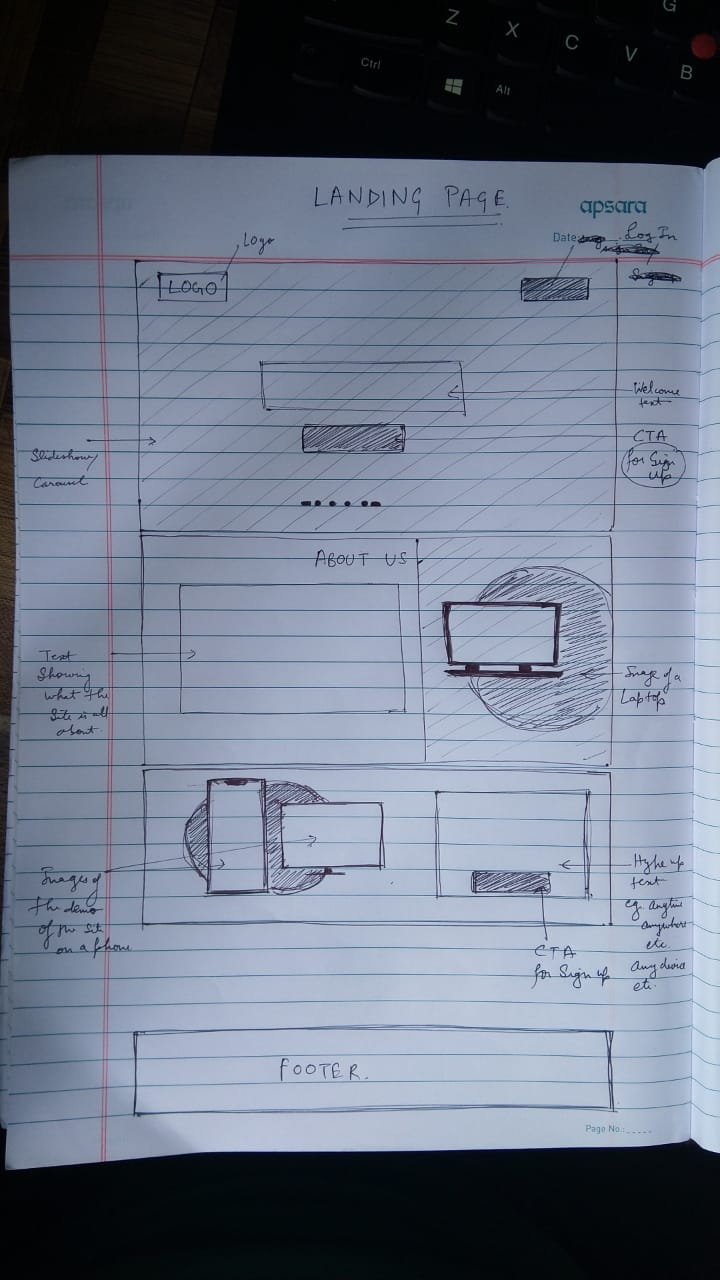 G
Z
X
C
V
B
Ctrl
Alt
LANDING PAGE.
apsara
Logo
Date:
Log In
LOGO
Welcome
text
CTA
for Sign
up
Slideshow/
Carousel
ABOUT US
Text
Showing
what the
Site is all
about.
Image of a
Laptop
Images of
the demo
of the site
on a phone
Hype up
text
eg. anytime
anywhere
etc.
any device
etc.
CTA
for Sign up
FOOTER.
Page No.: